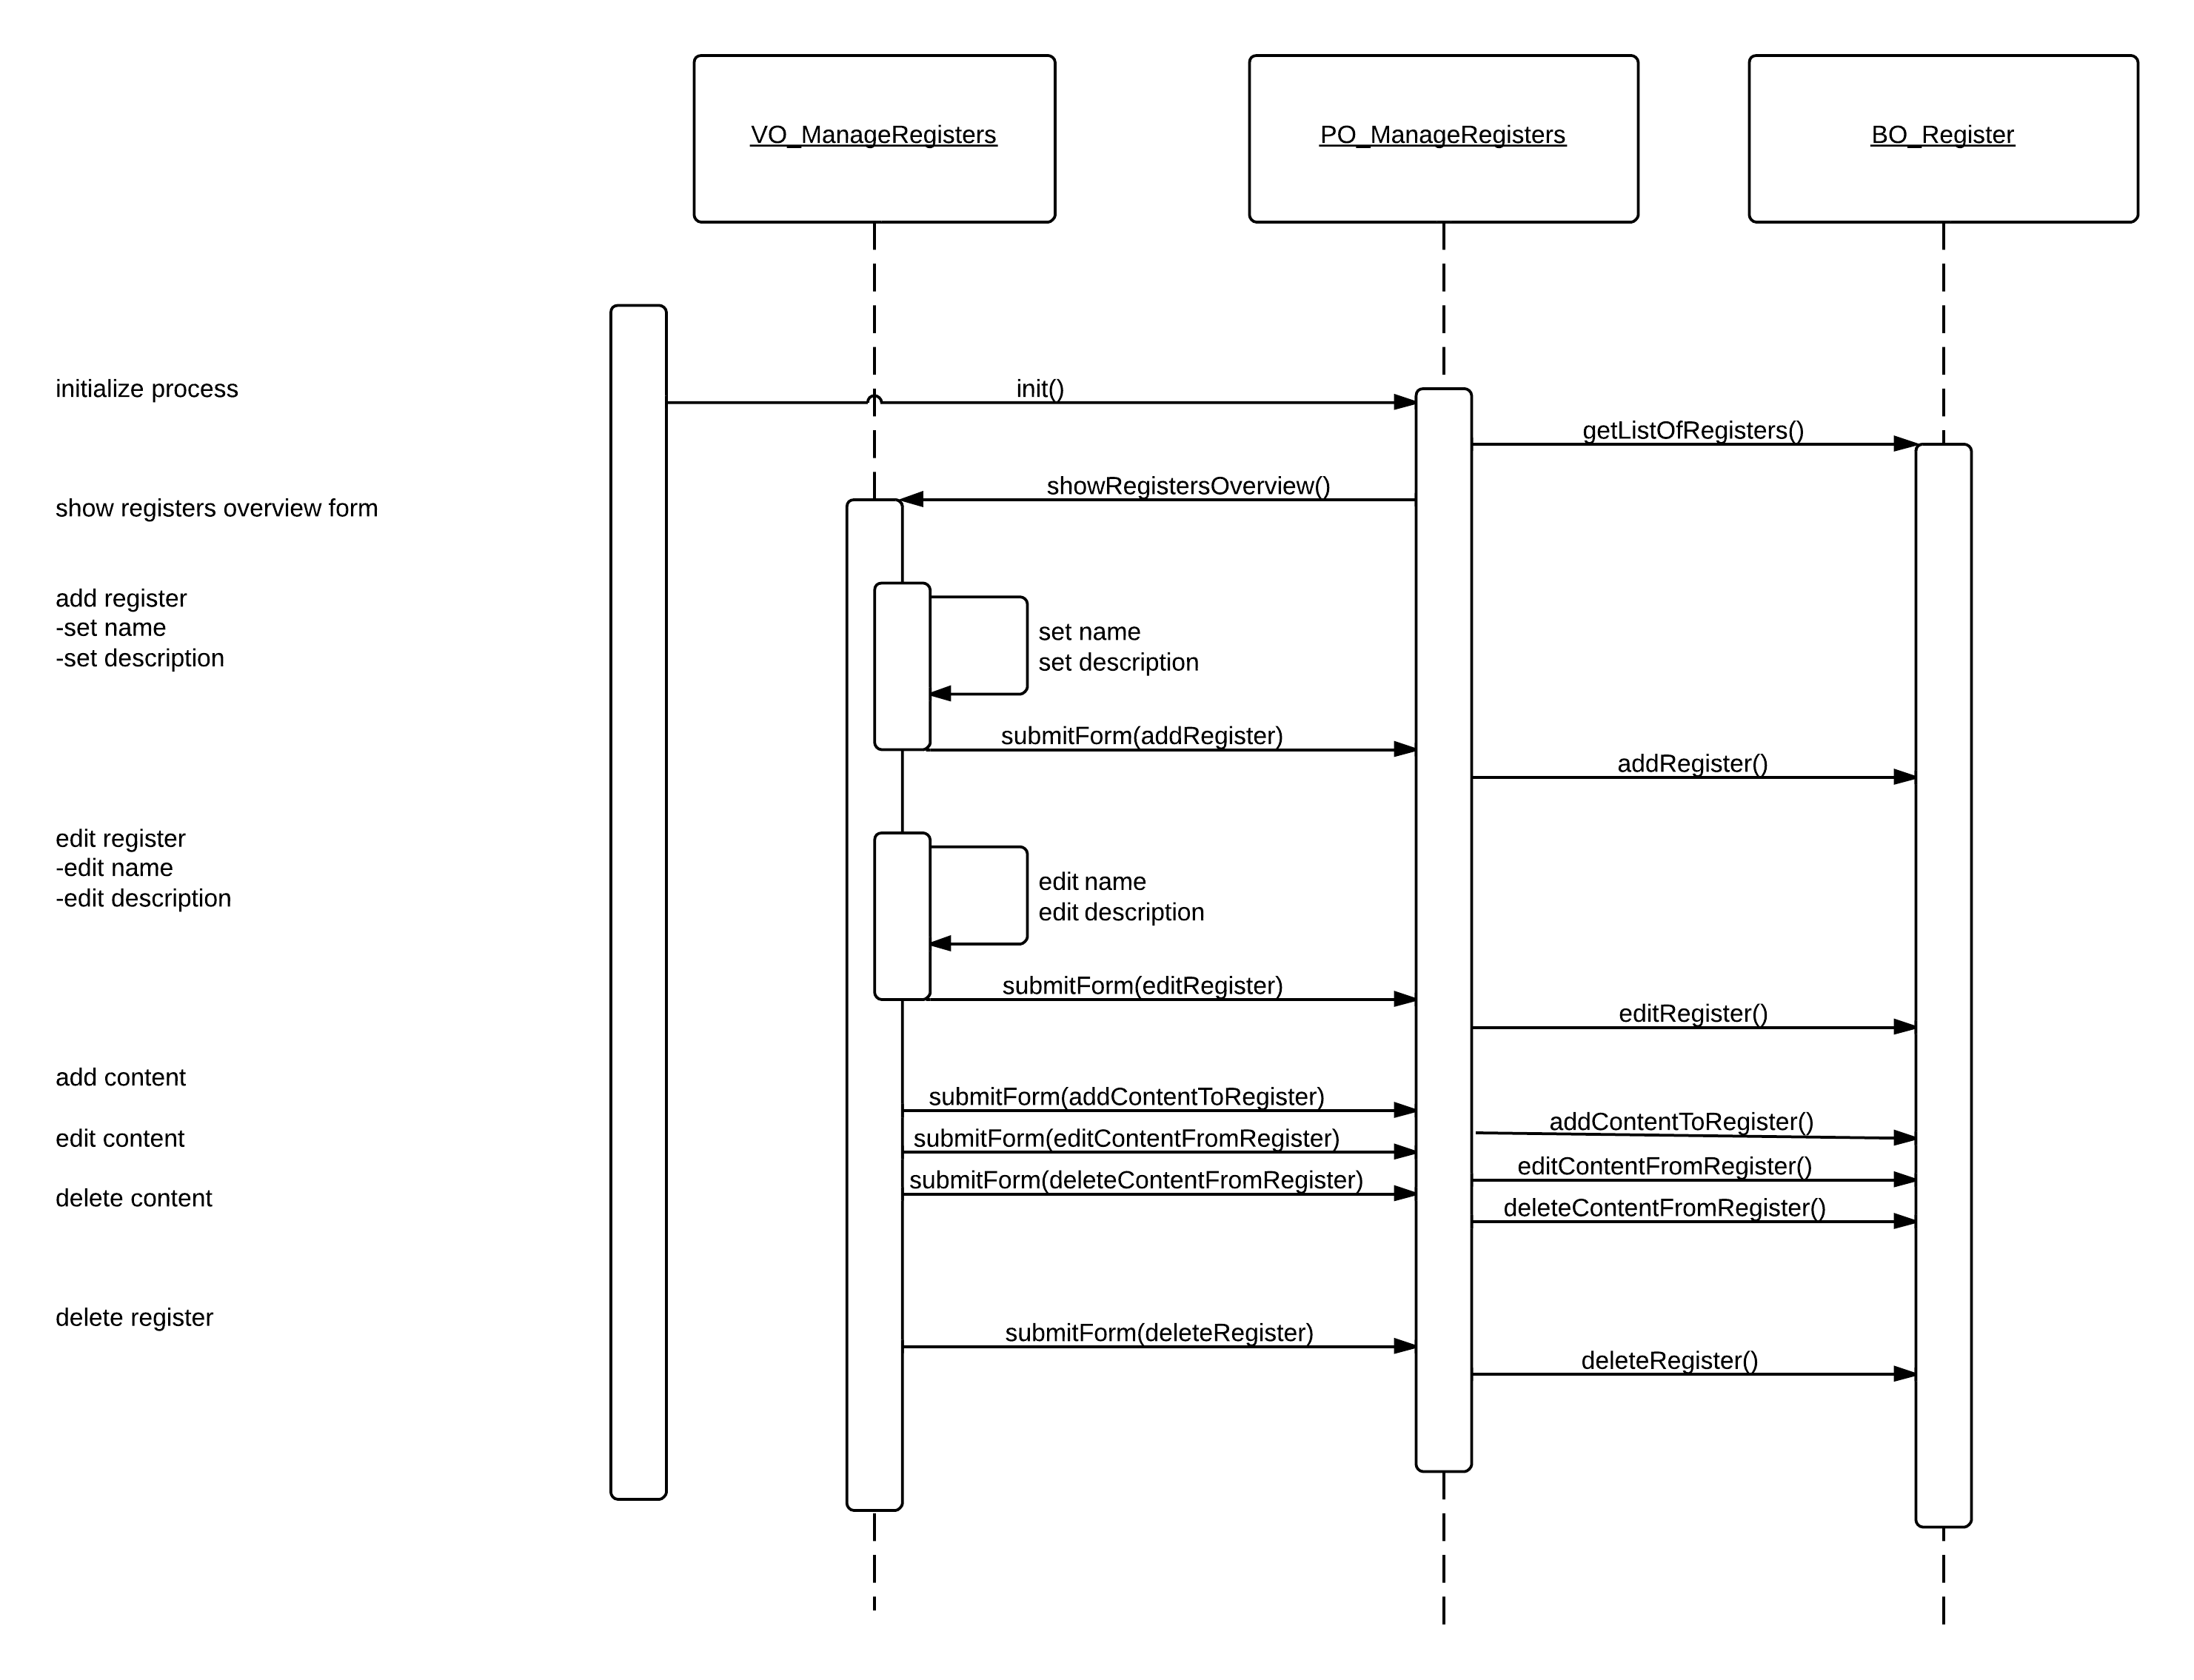 VO_ManageRegisters
PO_ManageRegisters
BO_Register
initialize process
init()
getListOfRegisters()
showRegistersOverview()
show registers overview form
add register
-set name
-set description
set name
set description
submitForm(addRegister)
addRegister()
edit register
-edit name
-edit description
edit name
edit description
submitForm(editRegister)
editRegister()
add content
submitForm(addContentToRegister)
addContentToRegister()
edit content
submitForm(editContentFromRegister)
editContentFromRegister()
delete content
submitForm(deleteContentFromRegister)
deleteContentFromRegister()
delete register
submitForm(deleteRegister)
deleteRegister()